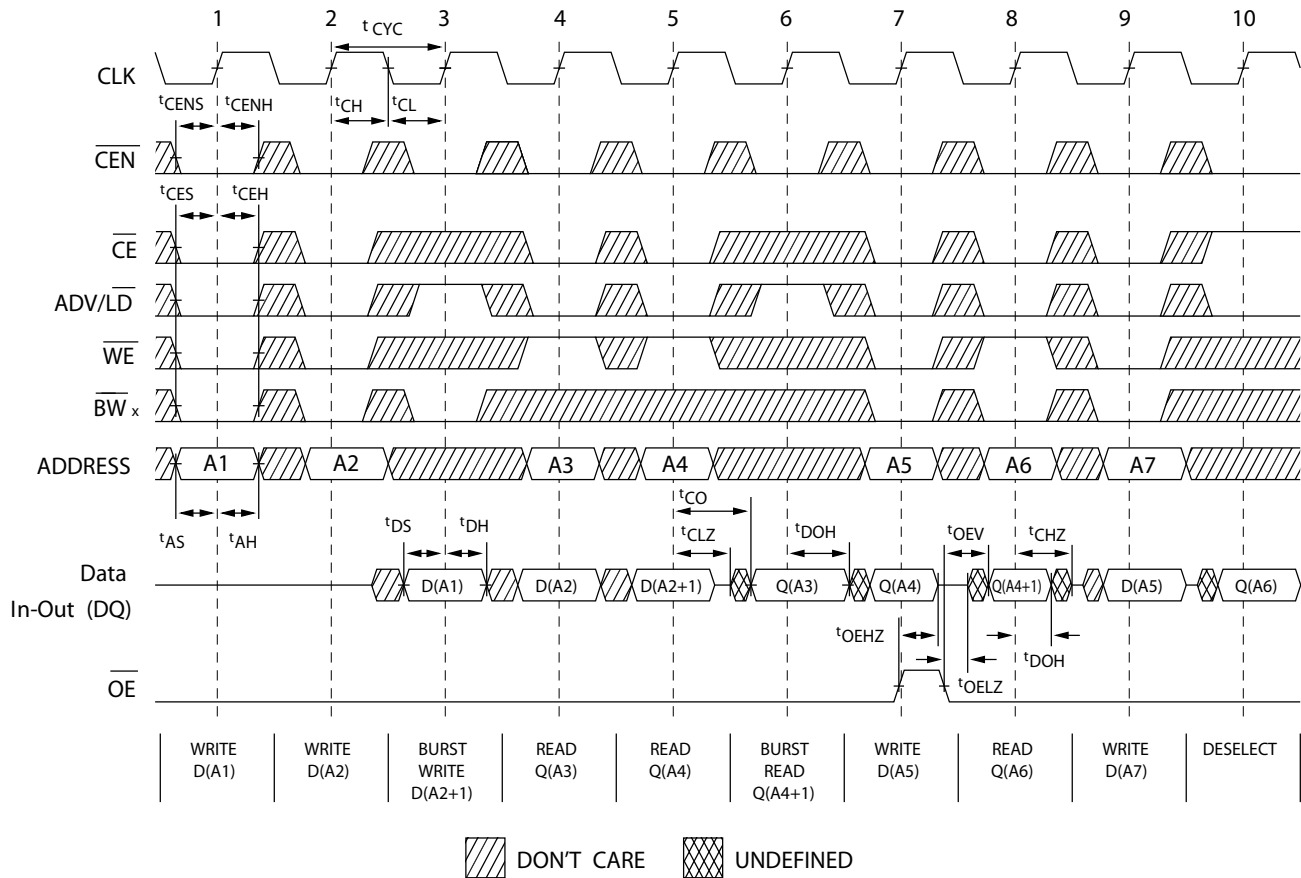 1 2 3 4 5 6 7 8 9 10
tCYC
CLK
tCENS tCENH tCH tCL
CEN
tCES tCEH
CE
ADV/LD
WE
BWx
ADDRESS A1 A2 A3 A4 A5 A6 A7
tCO
tAS tAH tDS tDH tCLZ tDOH tOEV tCHZ
Data
In-Out (DQ) D(A1) D(A2) D(A2+1) Q(A3) Q(A4) Q(A4+1) D(A5) Q(A6)
tOEHZ tDOH
tOELZ
OE
WRITE
D(A1)
WRITE
D(A2)
BURST
WRITE
D(A2+1)
READ
Q(A3)
READ
Q(A4)
BURST
READ
Q(A4+1)
WRITE
D(A5)
READ
Q(A6)
WRITE
D(A7)
DESELECT
DON'T CARE UNDEFINED